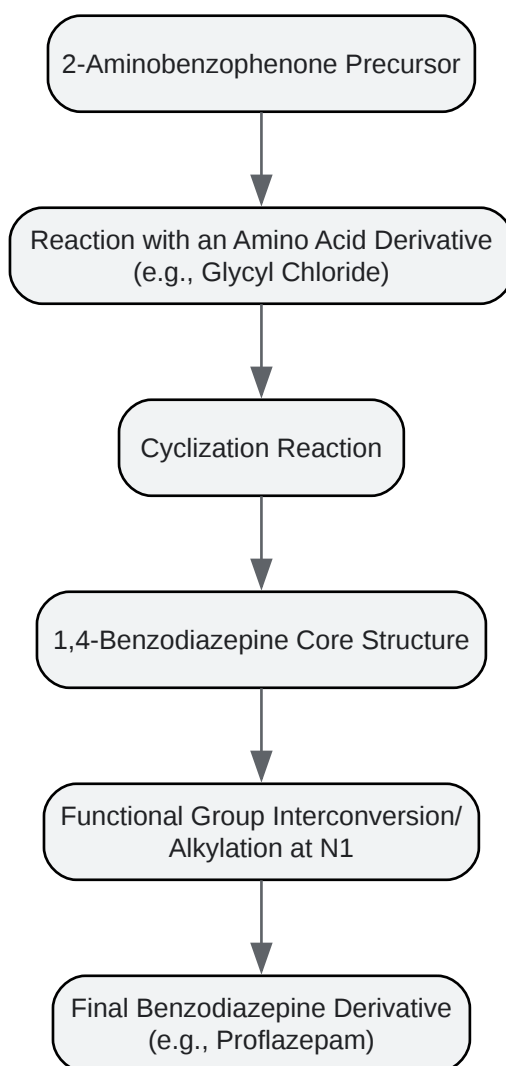 2-Aminobenzophenone Precursor
Reaction with an Amino Acid Derivative
(e.g., Glycyl Chloride)
Cyclization Reaction
1,4-Benzodiazepine Core Structure
Functional Group Interconversion/
Alkylation at N1
Final Benzodiazepine Derivative
(e.g., Proflazepam)